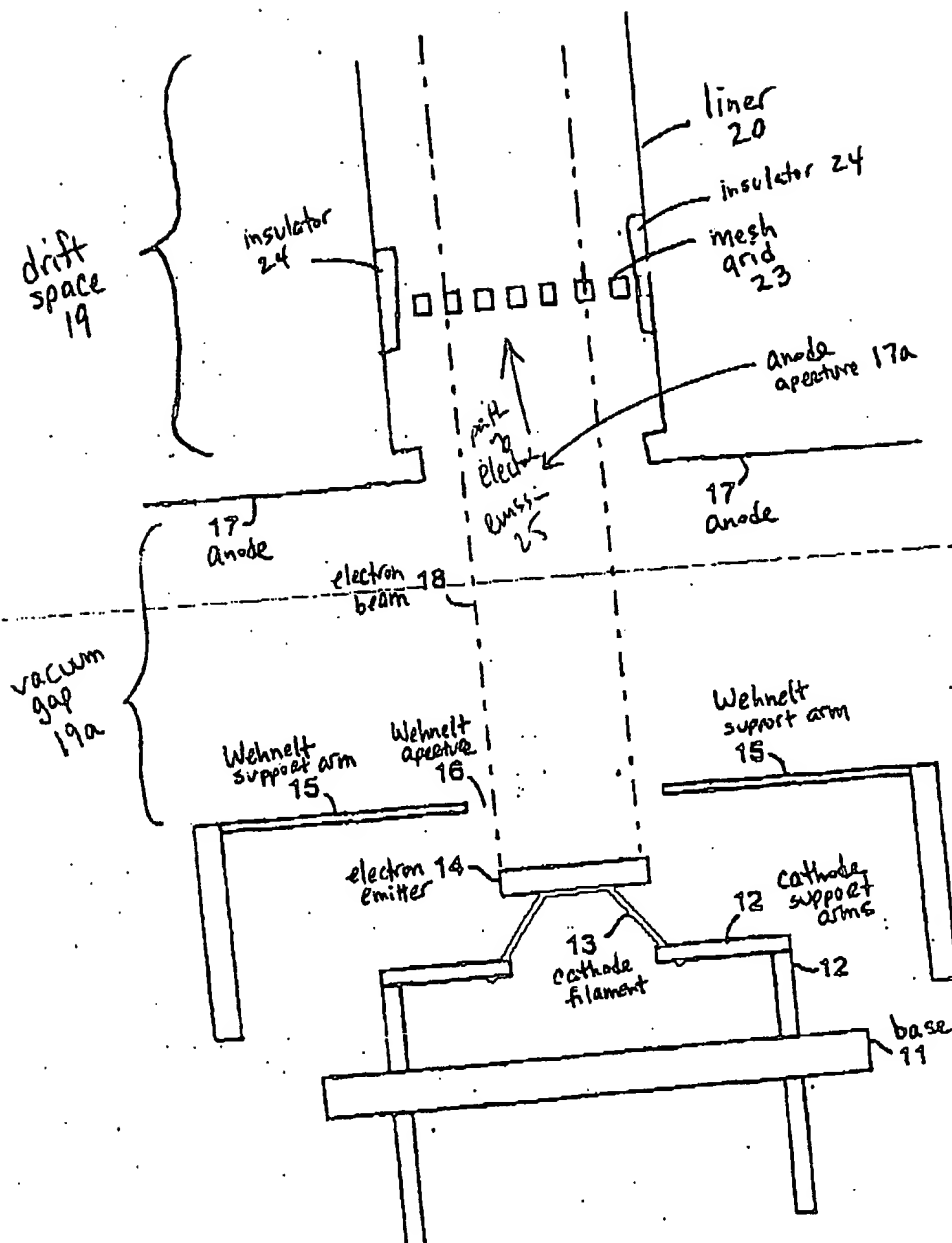 liner
20
insulator 24
mesh
grid
23
insulator
24
drift
space
19
anode
aperture 17a
path
25
17
anode
17
anode
electron 18
beam
vacuum
gap
19a
Wehnelt
support arm
15
Wehnelt
aperture
16
Wehnelt
support arm
15
electron 14
emitter
12 cathode
support
arms
13
cathode
filament
12
base
11